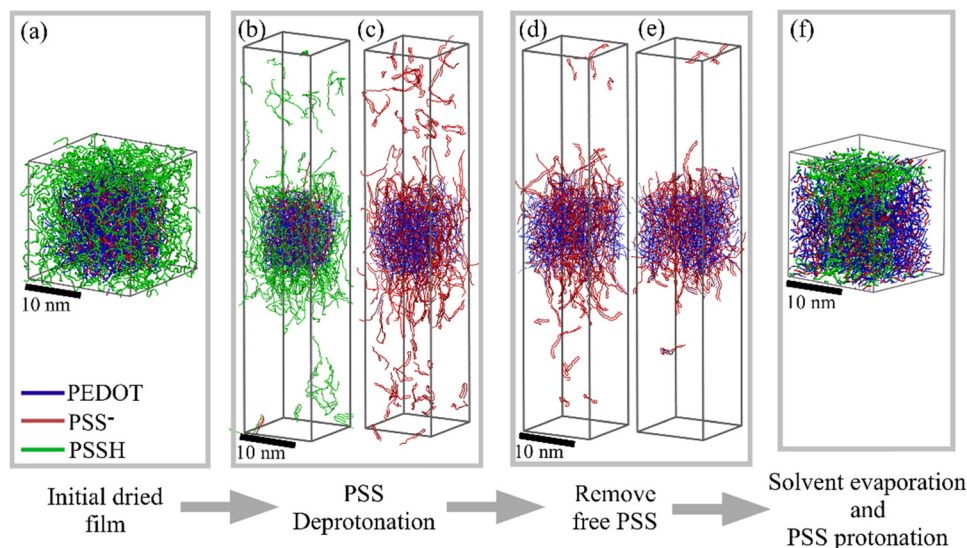 (a)
(b)
(c)
(d)
(e)
(f)
10 nm
10 nm
10 nm
10 nm
PEDOT
PSS-
PSSH
Initial dried
film
PSS
Deprotonation
Remove
free PSS
Solvent evaporation
and
PSS protonation